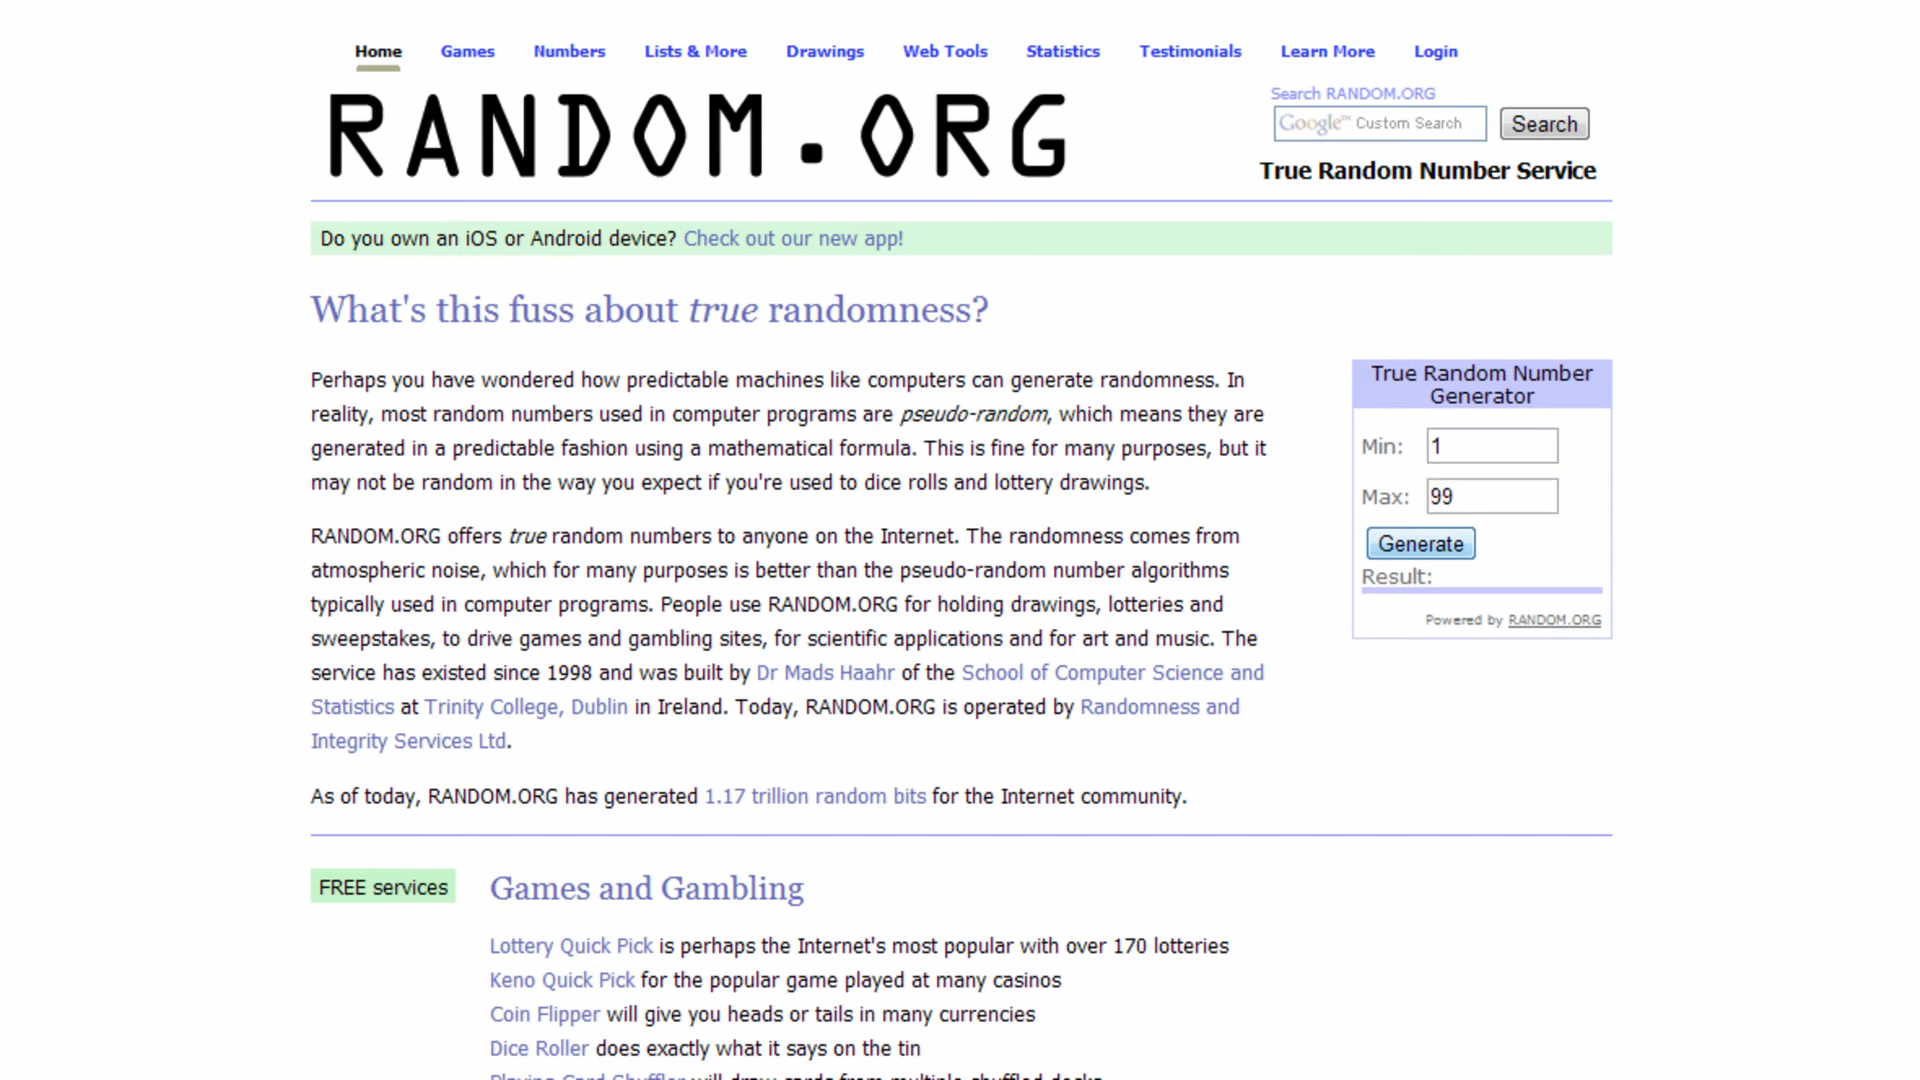 Home Games Numbers Lists & More Drawings Web Tools Statistics Testimonials Learn More Login
RANDOM.ORG
Search RANDOM.ORG
Google™ Custom Search Search
True Random Number Service
Do you own an iOS or Android device? Check out our new app!
What's this fuss about true randomness?
Perhaps you have wondered how predictable machines like computers can generate randomness. In
reality, most random numbers used in computer programs are pseudo-random, which means they are
generated in a predictable fashion using a mathematical formula. This is fine for many purposes, but it
may not be random in the way you expect if you're used to dice rolls and lottery drawings.
RANDOM.ORG offers true random numbers to anyone on the Internet. The randomness comes from
atmospheric noise, which for many purposes is better than the pseudo-random number algorithms
typically used in computer programs. People use RANDOM.ORG for holding drawings, lotteries and
sweepstakes, to drive games and gambling sites, for scientific applications and for art and music. The
service has existed since 1998 and was built by Dr Mads Haahr of the School of Computer Science and
Statistics at Trinity College, Dublin in Ireland. Today, RANDOM.ORG is operated by Randomness and
Integrity Services Ltd.
As of today, RANDOM.ORG has generated 1.17 trillion random bits for the Internet community.
True Random Number
Generator
Min: 1
Max: 99
Generate
Result:
Powered by RANDOM.ORG
FREE services
Games and Gambling
Lottery Quick Pick is perhaps the Internet's most popular with over 170 lotteries
Keno Quick Pick for the popular game played at many casinos
Coin Flipper will give you heads or tails in many currencies
Dice Roller does exactly what it says on the tin
Playing Card Shuffler will draw cards from multiple shuffled decks